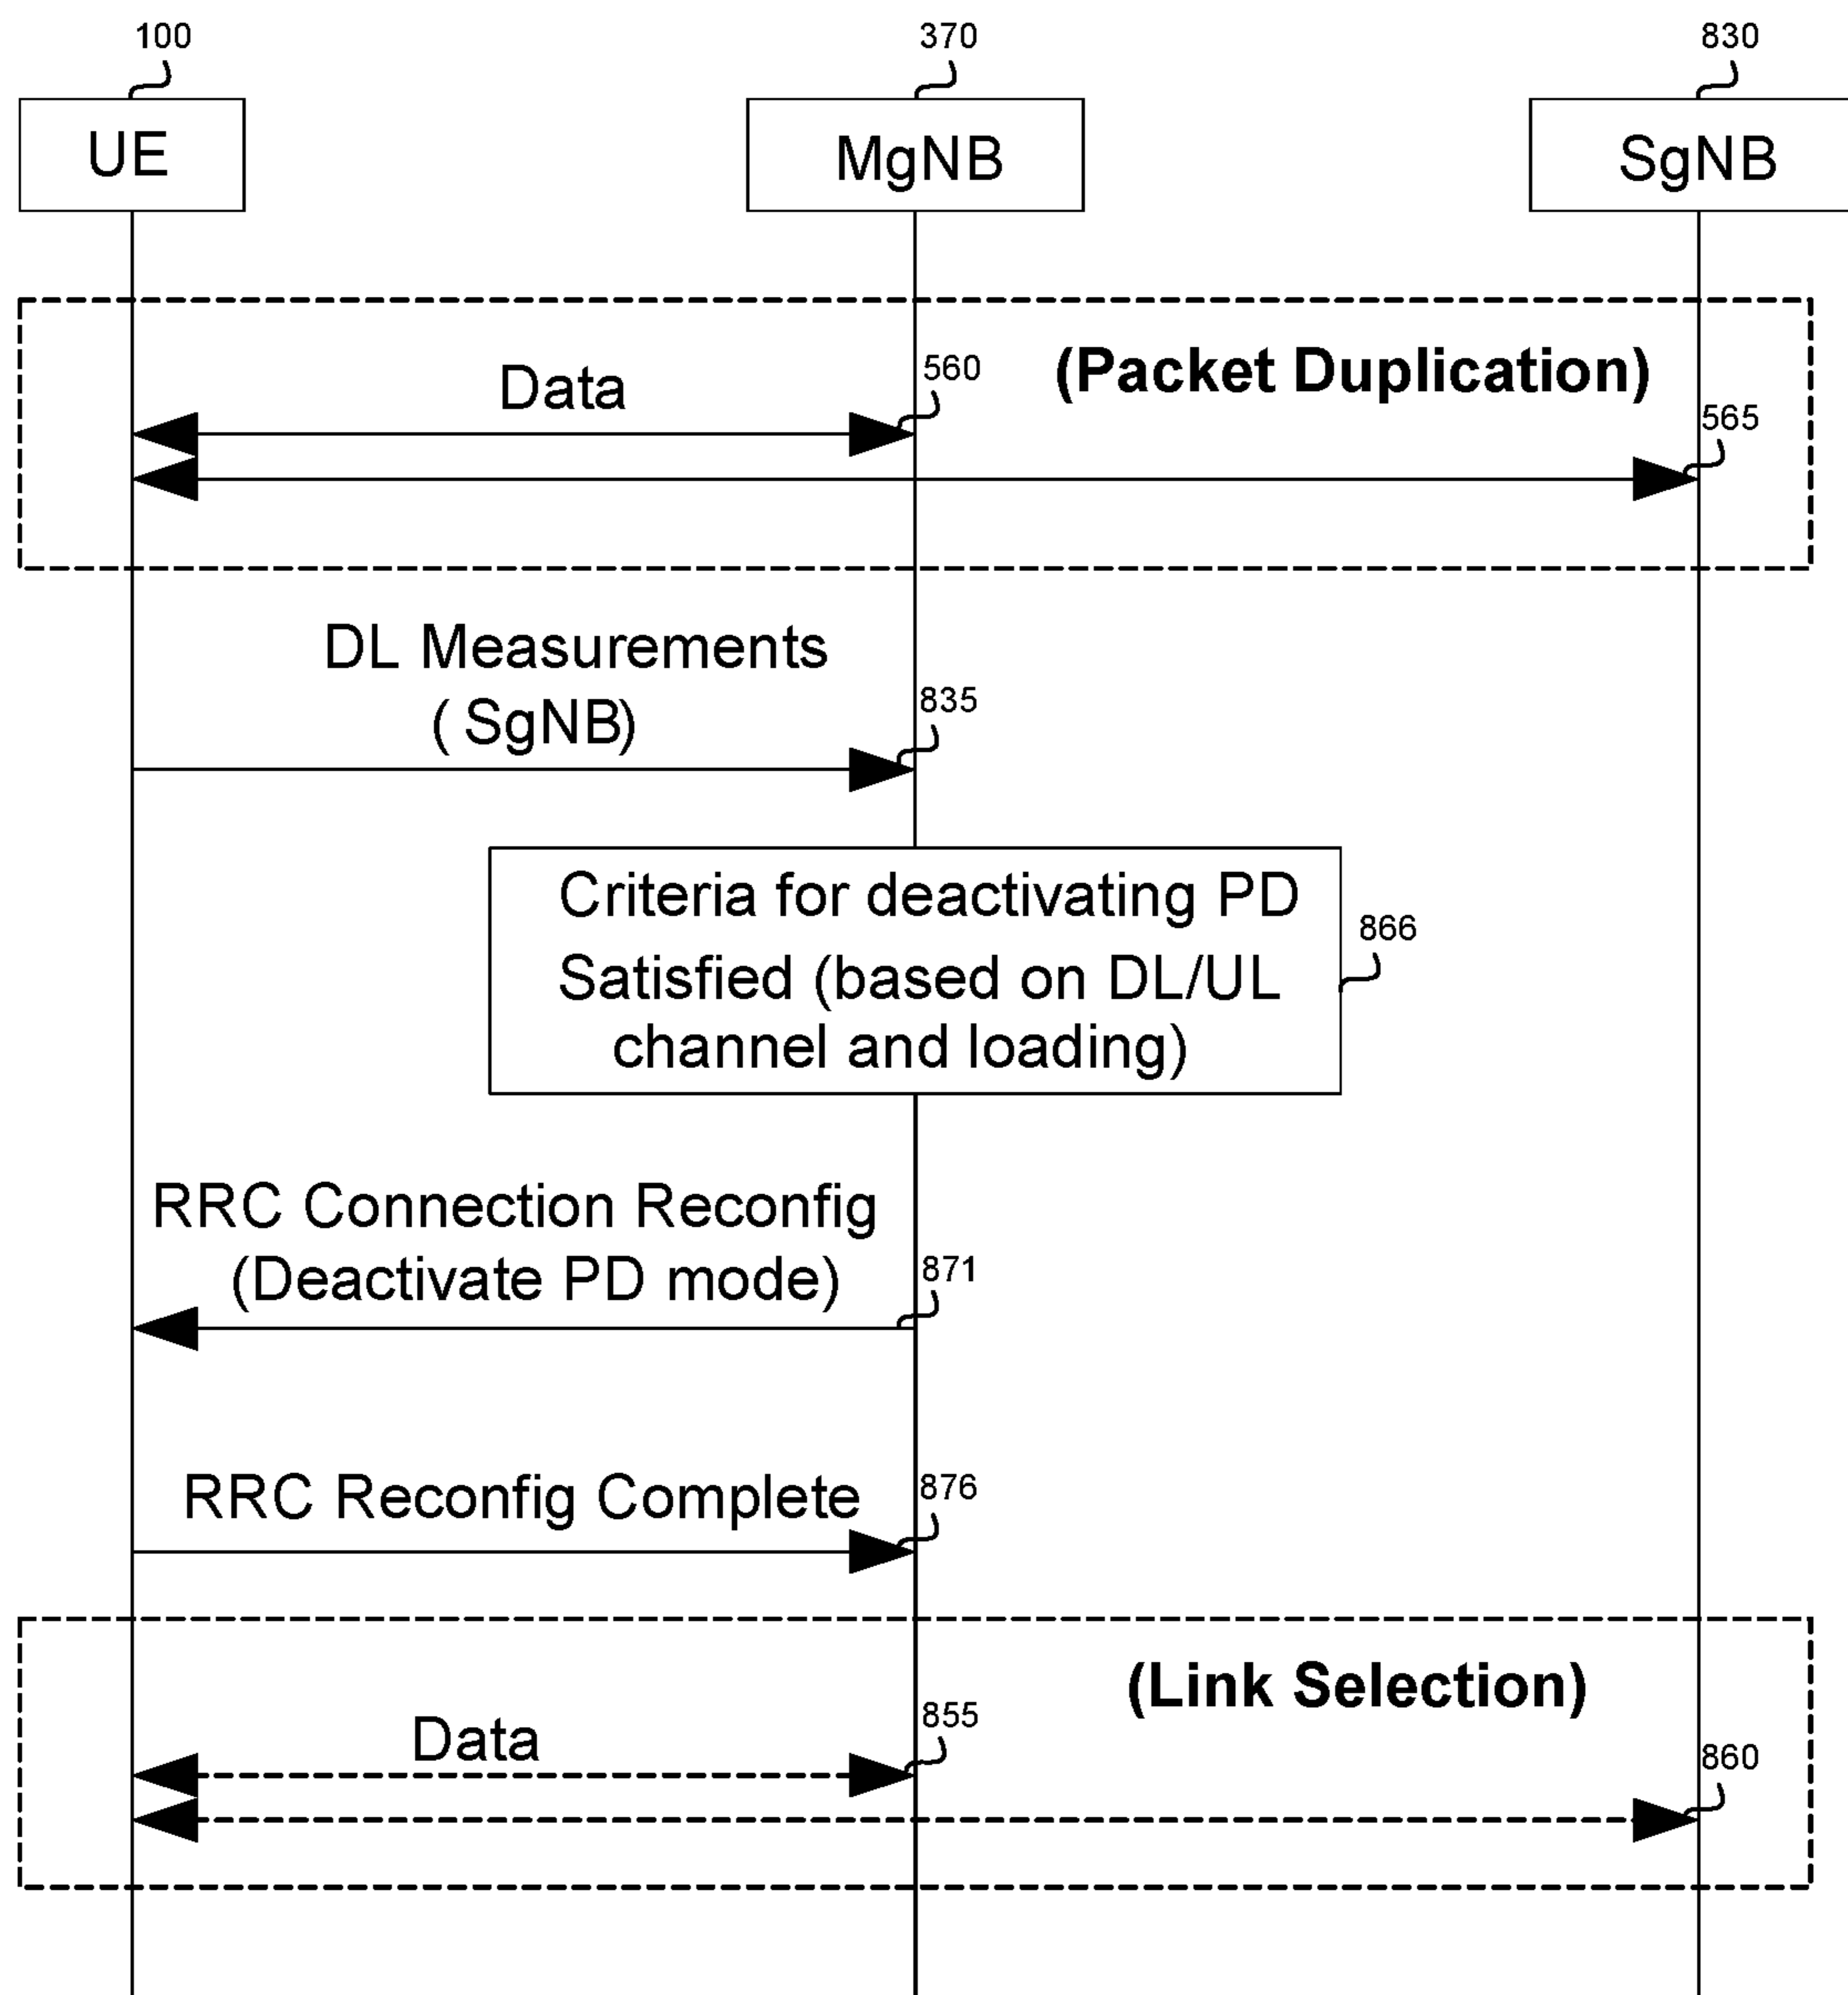 100
370
830
UE
MgNB
SgNB
Data
560
(Packet Duplication)
565
DL Measurements
( SgNB)
835
Criteria for deactivating PD
Satisfied (based on DL/UL
channel and loading)
866
RRC Connection Reconfig
(Deactivate PD mode)
871
RRC Reconfig Complete
876
(Link Selection)
Data
855
860